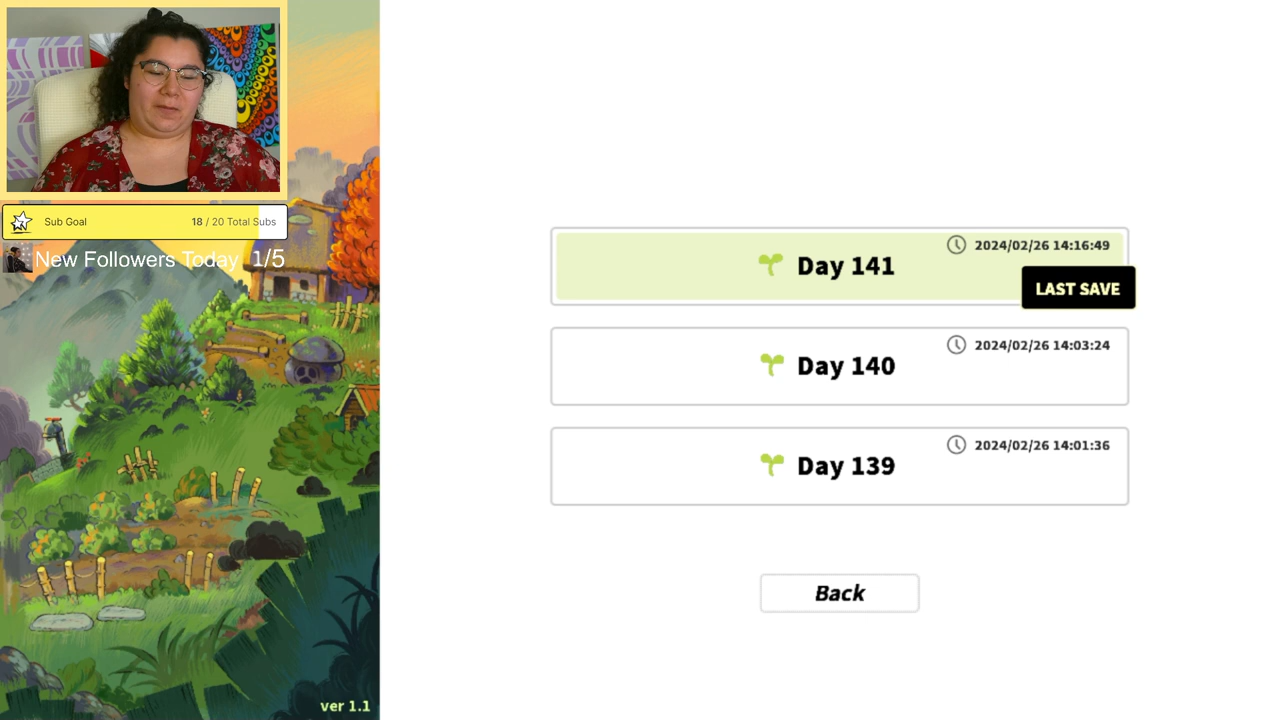 Sub Goal
18 / 20 Total Subs
New Followers Today 1/5
2024/02/26 14:16:49
Day 141
LAST SAVE
2024/02/26 14:03:24
Day 140
2024/02/26 14:01:36
Day 139
Back
ver 1.1